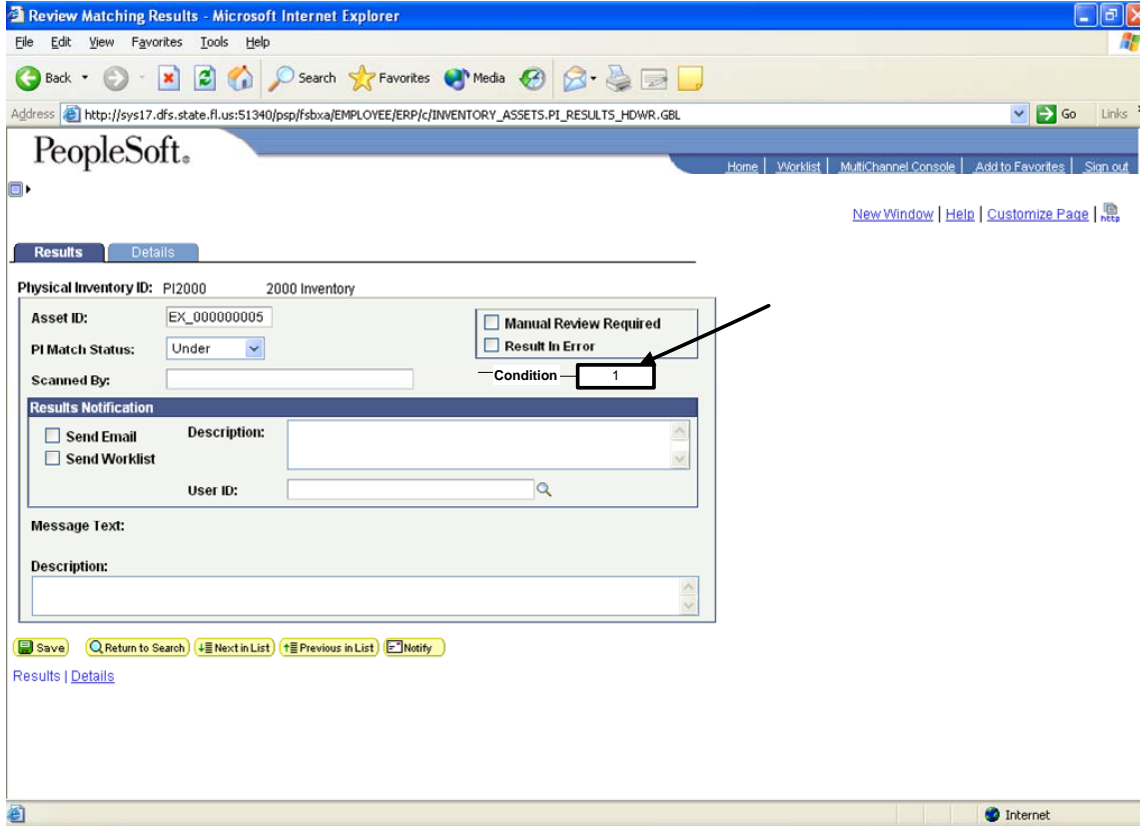 Review Matching Results - Microsoft Internet Explorer
File Edit View Favorites Tools Help
Back Search Favorites Media
Address http://sys17.dfs.state.fl.us:51340/psp/fsbxa/EMPLOYEE/ERP/c/INVENTORY_ASSETS.PI_RESULTS_HDWR.GBL Go Links
PeopleSoft®
Home | Worklist | MultiChannel Console | Add to Favorites | Sign out
New Window | Help | Customize Page | http
Results Details
Physical Inventory ID: PI2000 2000 Inventory
Asset ID: EX_000000005 Manual Review Required
PI Match Status: Under Result In Error
Scanned By: Condition 1
Results Notification
Send Email Description:
Send Worklist
User ID:
Message Text:
Description:
Save Return to Search Next in List Previous in List Notify
Results | Details
Internet